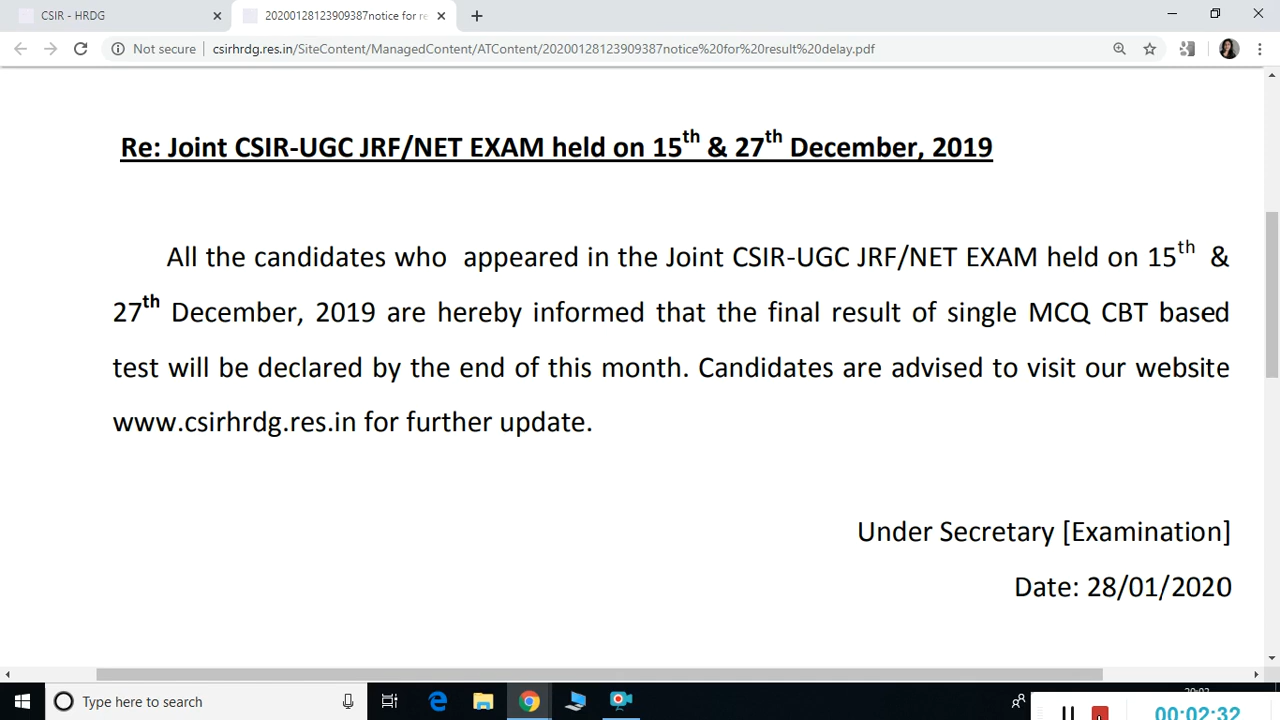 CSIR - HRDG
20200128123909387notice for re
Not secure
csirhrdg.res.in/SiteContent/ManagedContent/ATContent/20200128123909387notice%20for%20result%20delay.pdf
Re: Joint CSIR-UGC JRF/NET EXAM held on 15th & 27th December, 2019
All the candidates who appeared in the Joint CSIR-UGC JRF/NET EXAM held on 15th &
27th December, 2019 are hereby informed that the final result of single MCQ CBT based
test will be declared by the end of this month. Candidates are advised to visit our website
www.csirhrdg.res.in for further update.
Under Secretary [Examination]
Date: 28/01/2020
Type here to search
00:02:32